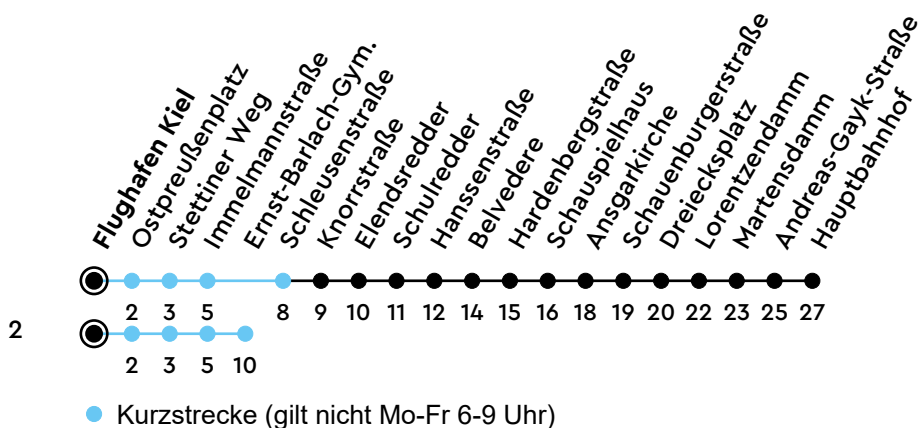 Flughafen Kiel
Ostpreußenplatz
Stettiner Weg
Immelmannstraße
Ernst-Barlach-Gym.
Schleusenstraße
Knorrstraße
Elendsredder
Schulredder
Hanssenstraße
Belvedere
Hardenbergstraße
Schauspielhaus
Ansgarkirche
Schauenburgerstraße
Dreiecksplatz
Lorentzendamm
Martensdamm
Andreas-Gayk-Straße
Hauptbahnhof
2 3 5 8 9 10 11 12 14 15 16 18 19 20 22 23 25 27
2
2 3 5 10
Kurzstrecke (gilt nicht Mo-Fr 6-9 Uhr)